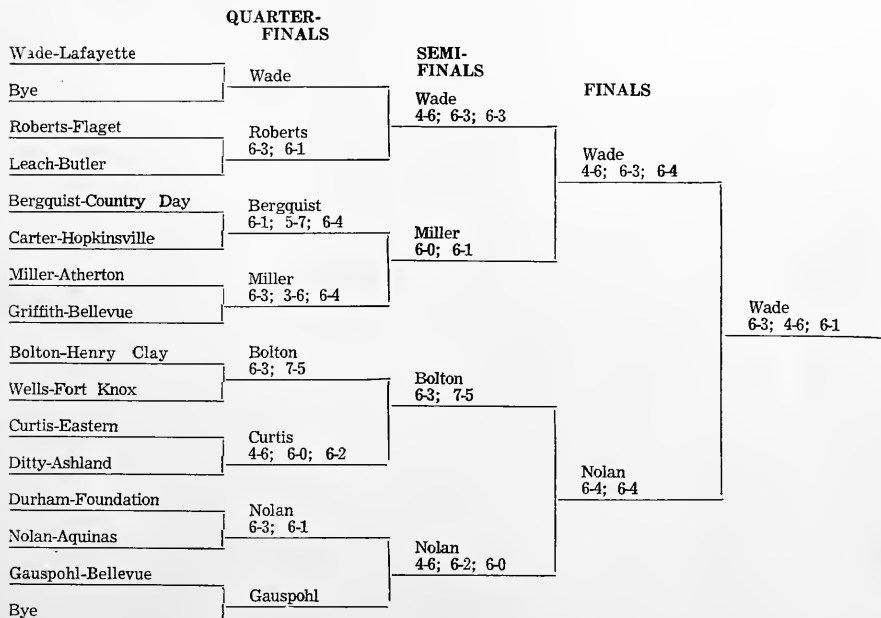 QUARTER-
FINALS
Wade-Lafayette
Bye
Roberts-Flaget
Leach-Butler
Bergquist-Country Day
Carter-Hopkinsville
Miller-Atherton
Griffith-Bellevue
Bolton-Henry Clay
Wells-Fort Knox
Curtis-Eastern
Ditty-Ashland
Durham-Foundation
Nolan-Aquinas
Gauspohl-Bellevue
Bye
Wade
Roberts
6-3; 6-1
Bergquist
6-1; 5-7; 6-4
Miller
6-3; 3-6; 6-4
Bolton
6-3; 7-5
Curtis
4-6; 6-0; 6-2
Nolan
6-3; 6-1
Gauspohl
SEMI-
FINALS
Wade
4-6; 6-3; 6-3
Miller
6-0; 6-1
Bolton
6-3; 7-5
Nolan
4-6; 6-2; 6-0
FINALS
Wade
4-6; 6-3; 6-4
Nolan
6-4; 6-4
Wade
6-3; 4-6; 6-1